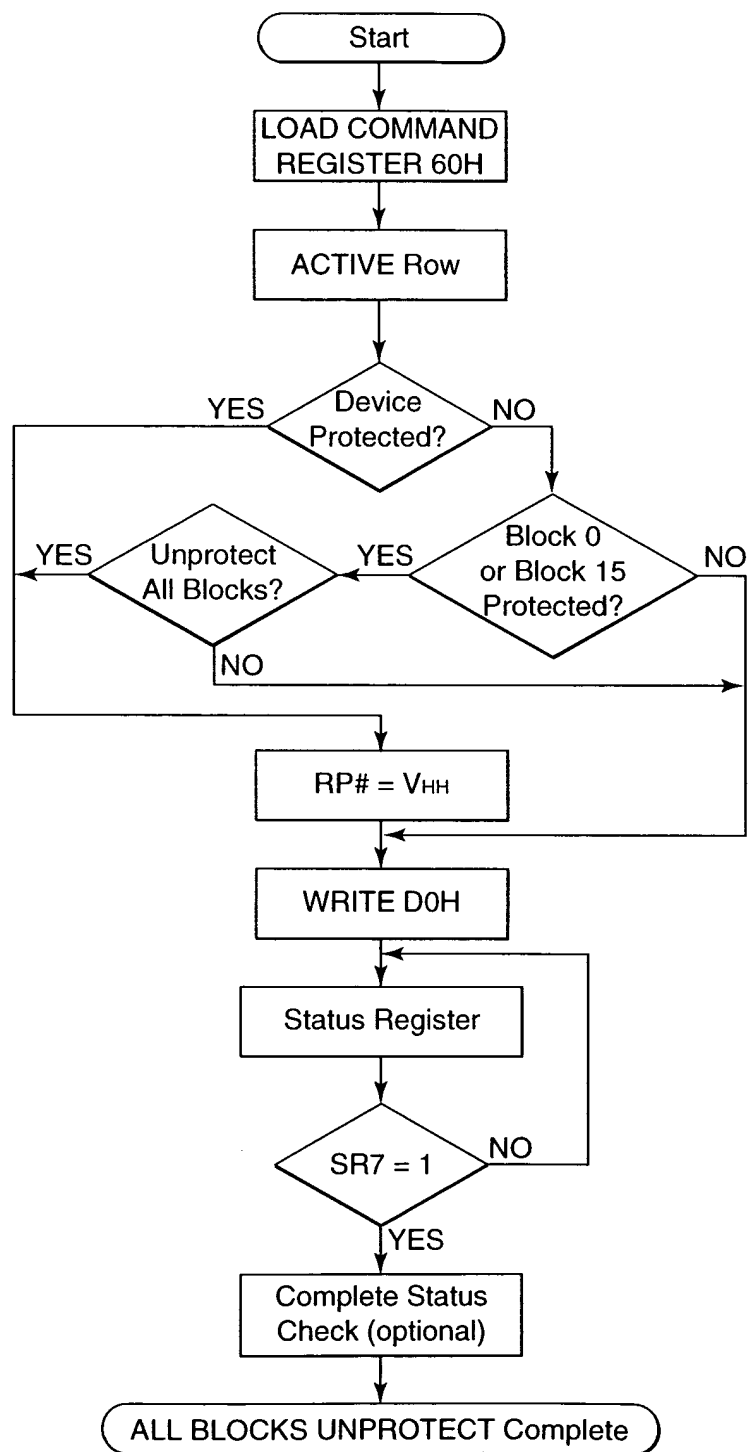 Start
LOAD COMMAND
REGISTER 60H
ACTIVE Row
YES
Device
Protected?
NO
YES
Unprotect
All Blocks?
YES
Block 0
or Block 15
Protected?
NO
NO
RP# = VHH
WRITE D0H
Status Register
SR7 = 1
NO
YES
Complete Status
Check (optional)
ALL BLOCKS UNPROTECT Complete